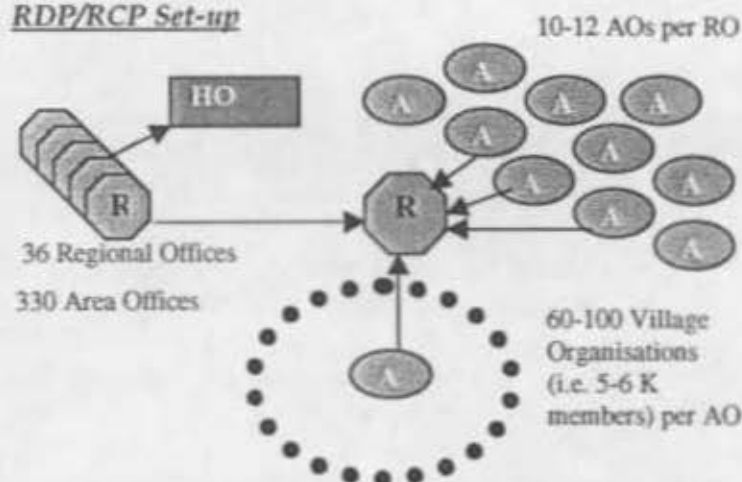 RDP/RCP Set-up
10-12 AOs per RO
HO
A
A
A
A
A
A
A
A
A
A
R
R
36 Regional Offices
330 Area Offices
A
60-100 Village
Organisations
(i.e. 5-6 K
members) per AO